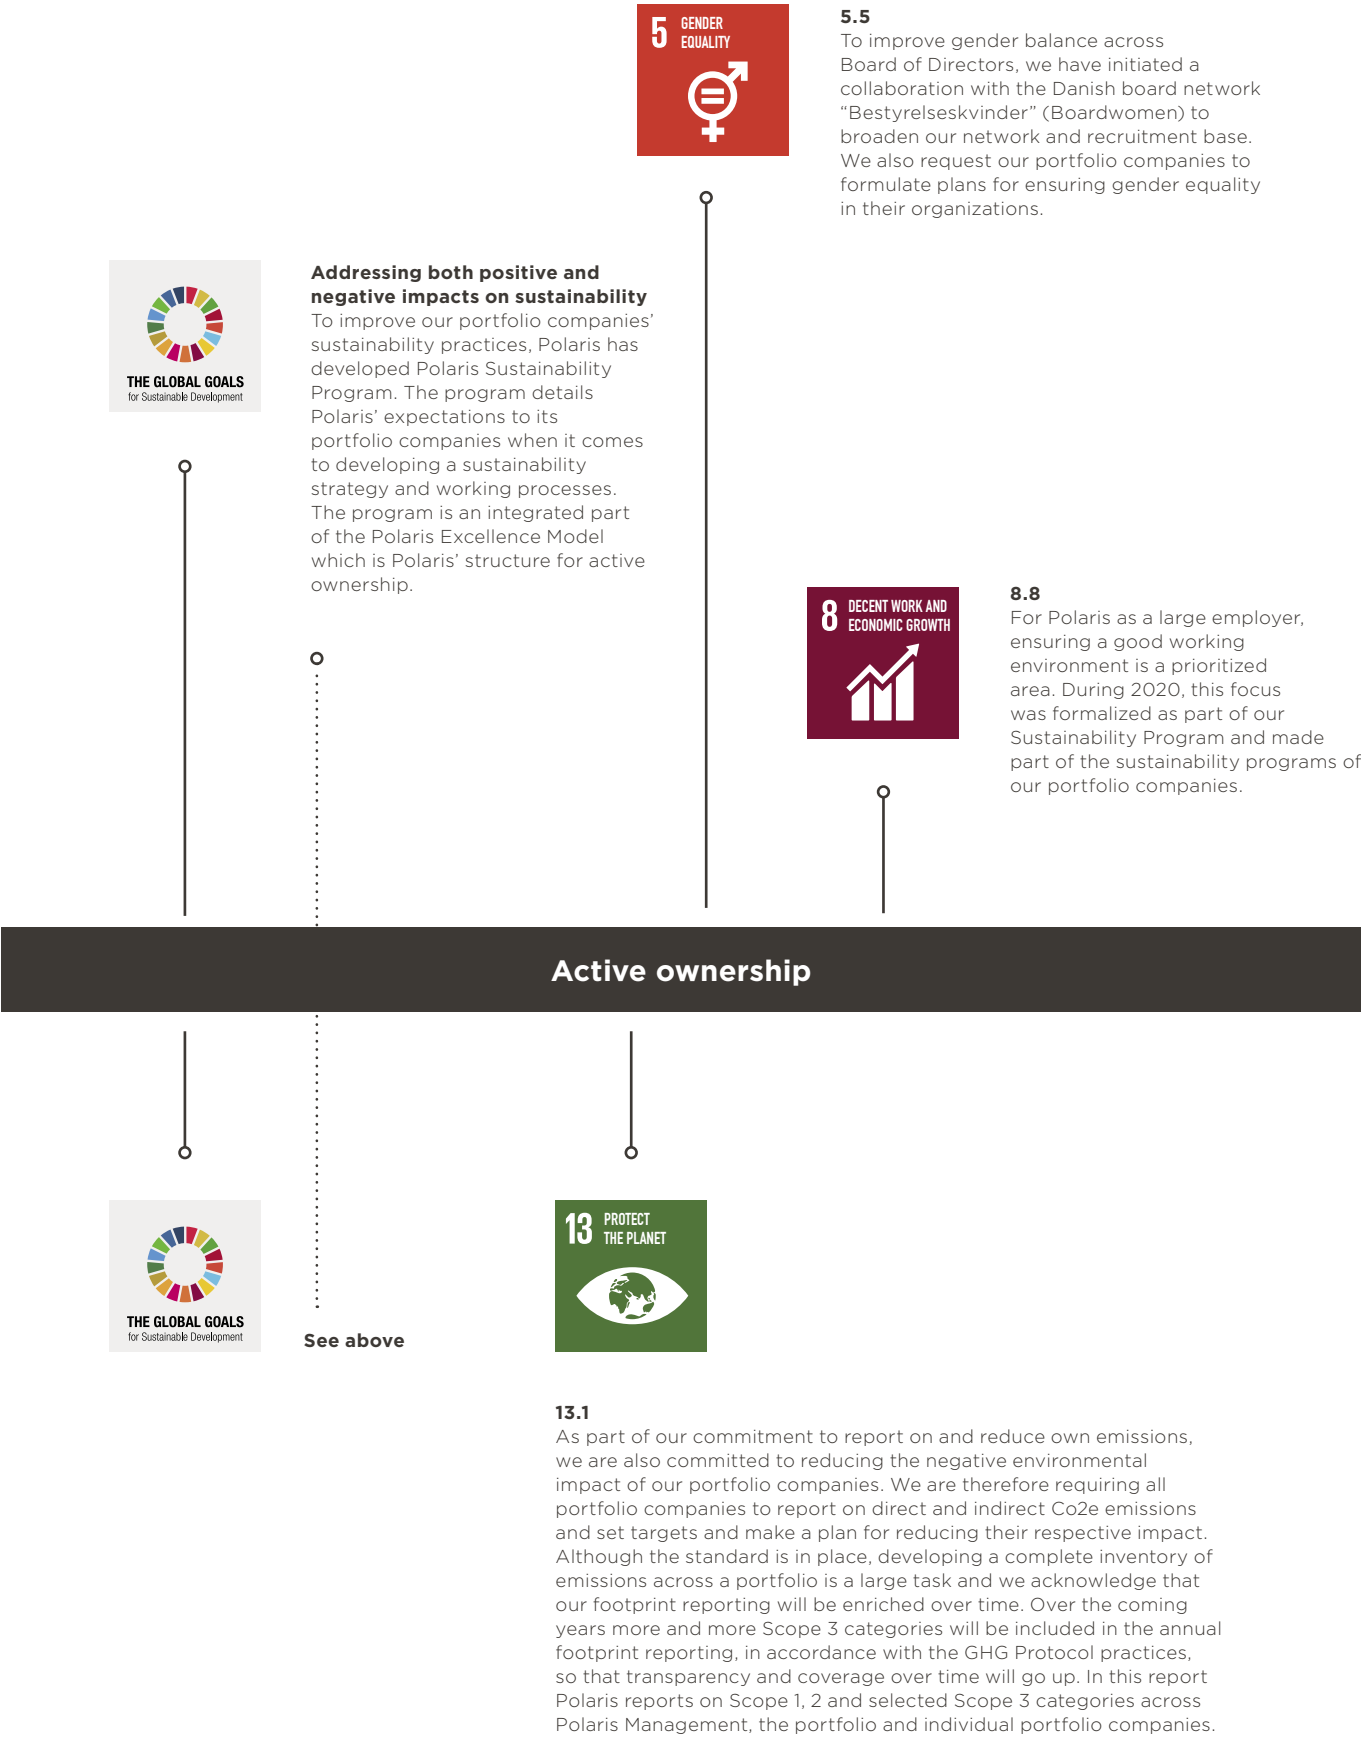 5 GENDER
EQUALITY
5.5
To improve gender balance across
Board of Directors, we have initiated a
collaboration with the Danish board network
“Bestyrelseskvinder” (Boardwomen) to
broaden our network and recruitment base.
We also request our portfolio companies to
formulate plans for ensuring gender equality
in their organizations.
THE GLOBAL GOALS
for Sustainable Development
Addressing both positive and
negative impacts on sustainability
To improve our portfolio companies’
sustainability practices, Polaris has
developed Polaris Sustainability
Program. The program details
Polaris’ expectations to its
portfolio companies when it comes
to developing a sustainability
strategy and working processes.
The program is an integrated part
of the Polaris Excellence Model
which is Polaris’ structure for active
ownership.
8 DECENT WORK AND
ECONOMIC GROWTH
8.8
For Polaris as a large employer,
ensuring a good working
environment is a prioritized
area. During 2020, this focus
was formalized as part of our
Sustainability Program and made
part of the sustainability programs of
our portfolio companies.
Active ownership
THE GLOBAL GOALS
for Sustainable Development
See above
13 PROTECT
THE PLANET
13.1
As part of our commitment to report on and reduce own emissions,
we are also committed to reducing the negative environmental
impact of our portfolio companies. We are therefore requiring all
portfolio companies to report on direct and indirect Co2e emissions
and set targets and make a plan for reducing their respective impact.
Although the standard is in place, developing a complete inventory of
emissions across a portfolio is a large task and we acknowledge that
our footprint reporting will be enriched over time. Over the coming
years more and more Scope 3 categories will be included in the annual
footprint reporting, in accordance with the GHG Protocol practices,
so that transparency and coverage over time will go up. In this report
Polaris reports on Scope 1, 2 and selected Scope 3 categories across
Polaris Management, the portfolio and individual portfolio companies.